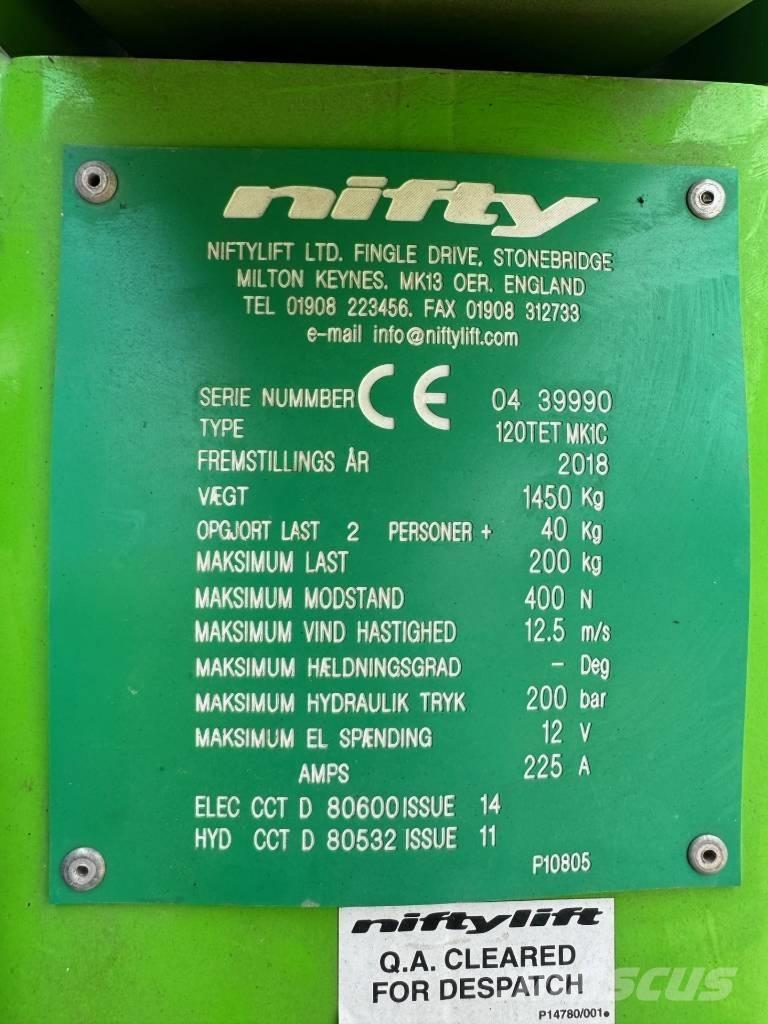 nifty
NIFTYLIFT LTD. FINGLE DRIVE, STONEBRIDGE
MILTON KEYNES. MK13 OER. ENGLAND
TEL 01908 223456. FAX 01908 312733
e-mail info@niftylift.com
SERIE NUMMBER CE 04 39990
TYPE 120TET MK1C
FREMSTILLINGS ÅR 2018
VÆGT 1450 Kg
OPGJORT LAST 2 PERSONER + 40 Kg
MAKSIMUM LAST 200 kg
MAKSIMUM MODSTAND 400 N
MAKSIMUM VIND HASTIGHED 12.5 m/s
MAKSIMUM HÆLDNINGSGRAD - Deg
MAKSIMUM HYDRAULIK TRYK 200 bar
MAKSIMUM EL SPÆNDING 12 V
AMPS 225 A
ELEC CCT D 80600 ISSUE 14
HYD CCT D 80532 ISSUE 11
P10805
niftylift
Q.A. CLEARED
FOR DESPATCH
P14780/001